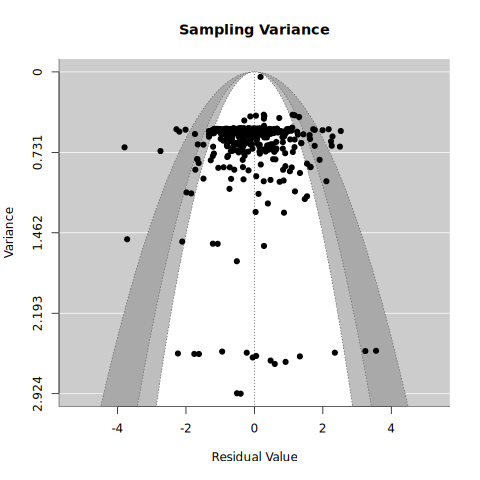 Sampling Variance
Variance
0
0.731
1.462
2.193
2.924
-4 -2 0 2 4
Residual Value